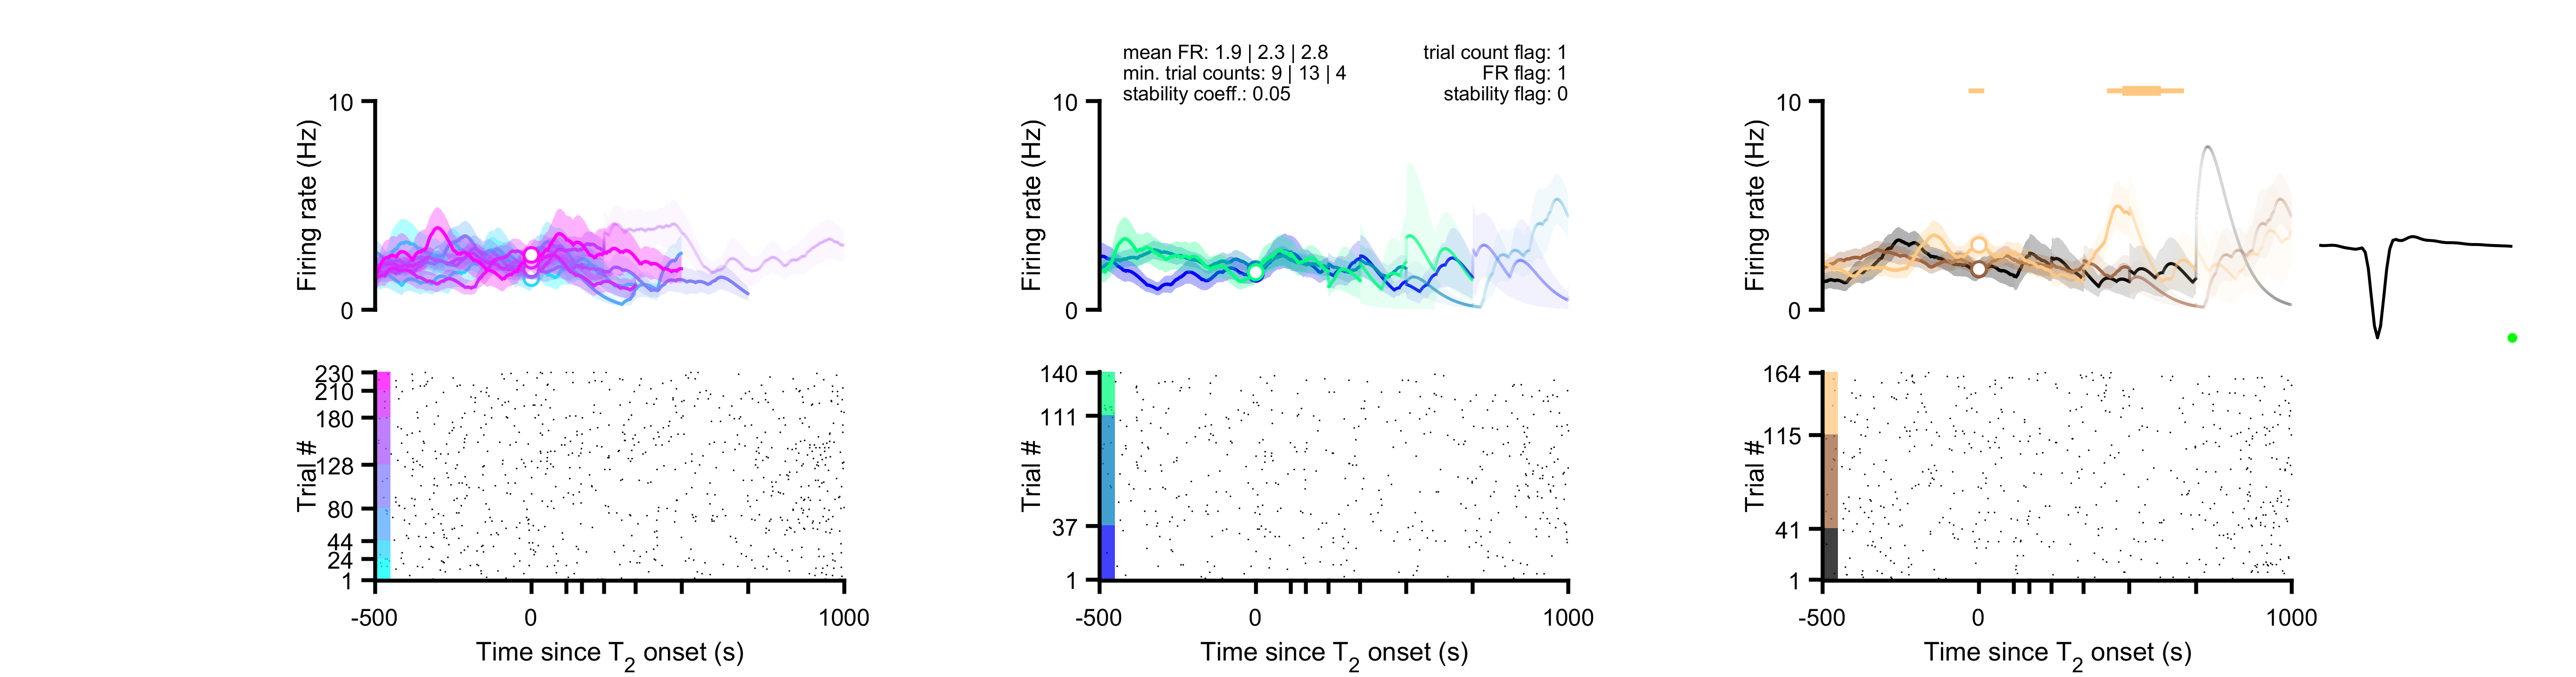 mean FR: 1.9 | 2.3 | 2.8
min. trial counts: 9 | 13 | 4
stability coeff.: 0.05
trial count flag: 1
FR flag: 1
stability flag: 0
10
0
Firing rate (Hz)
10
0
Firing rate (Hz)
10
0
Firing rate (Hz)
230
210
180
128
80
44
24
1
Trial #
-500
0
1000
Time since T2 onset (s)
140
111
37
1
Trial #
-500
0
1000
Time since T2 onset (s)
164
115
41
1
Trial #
-500
0
1000
Time since T2 onset (s)